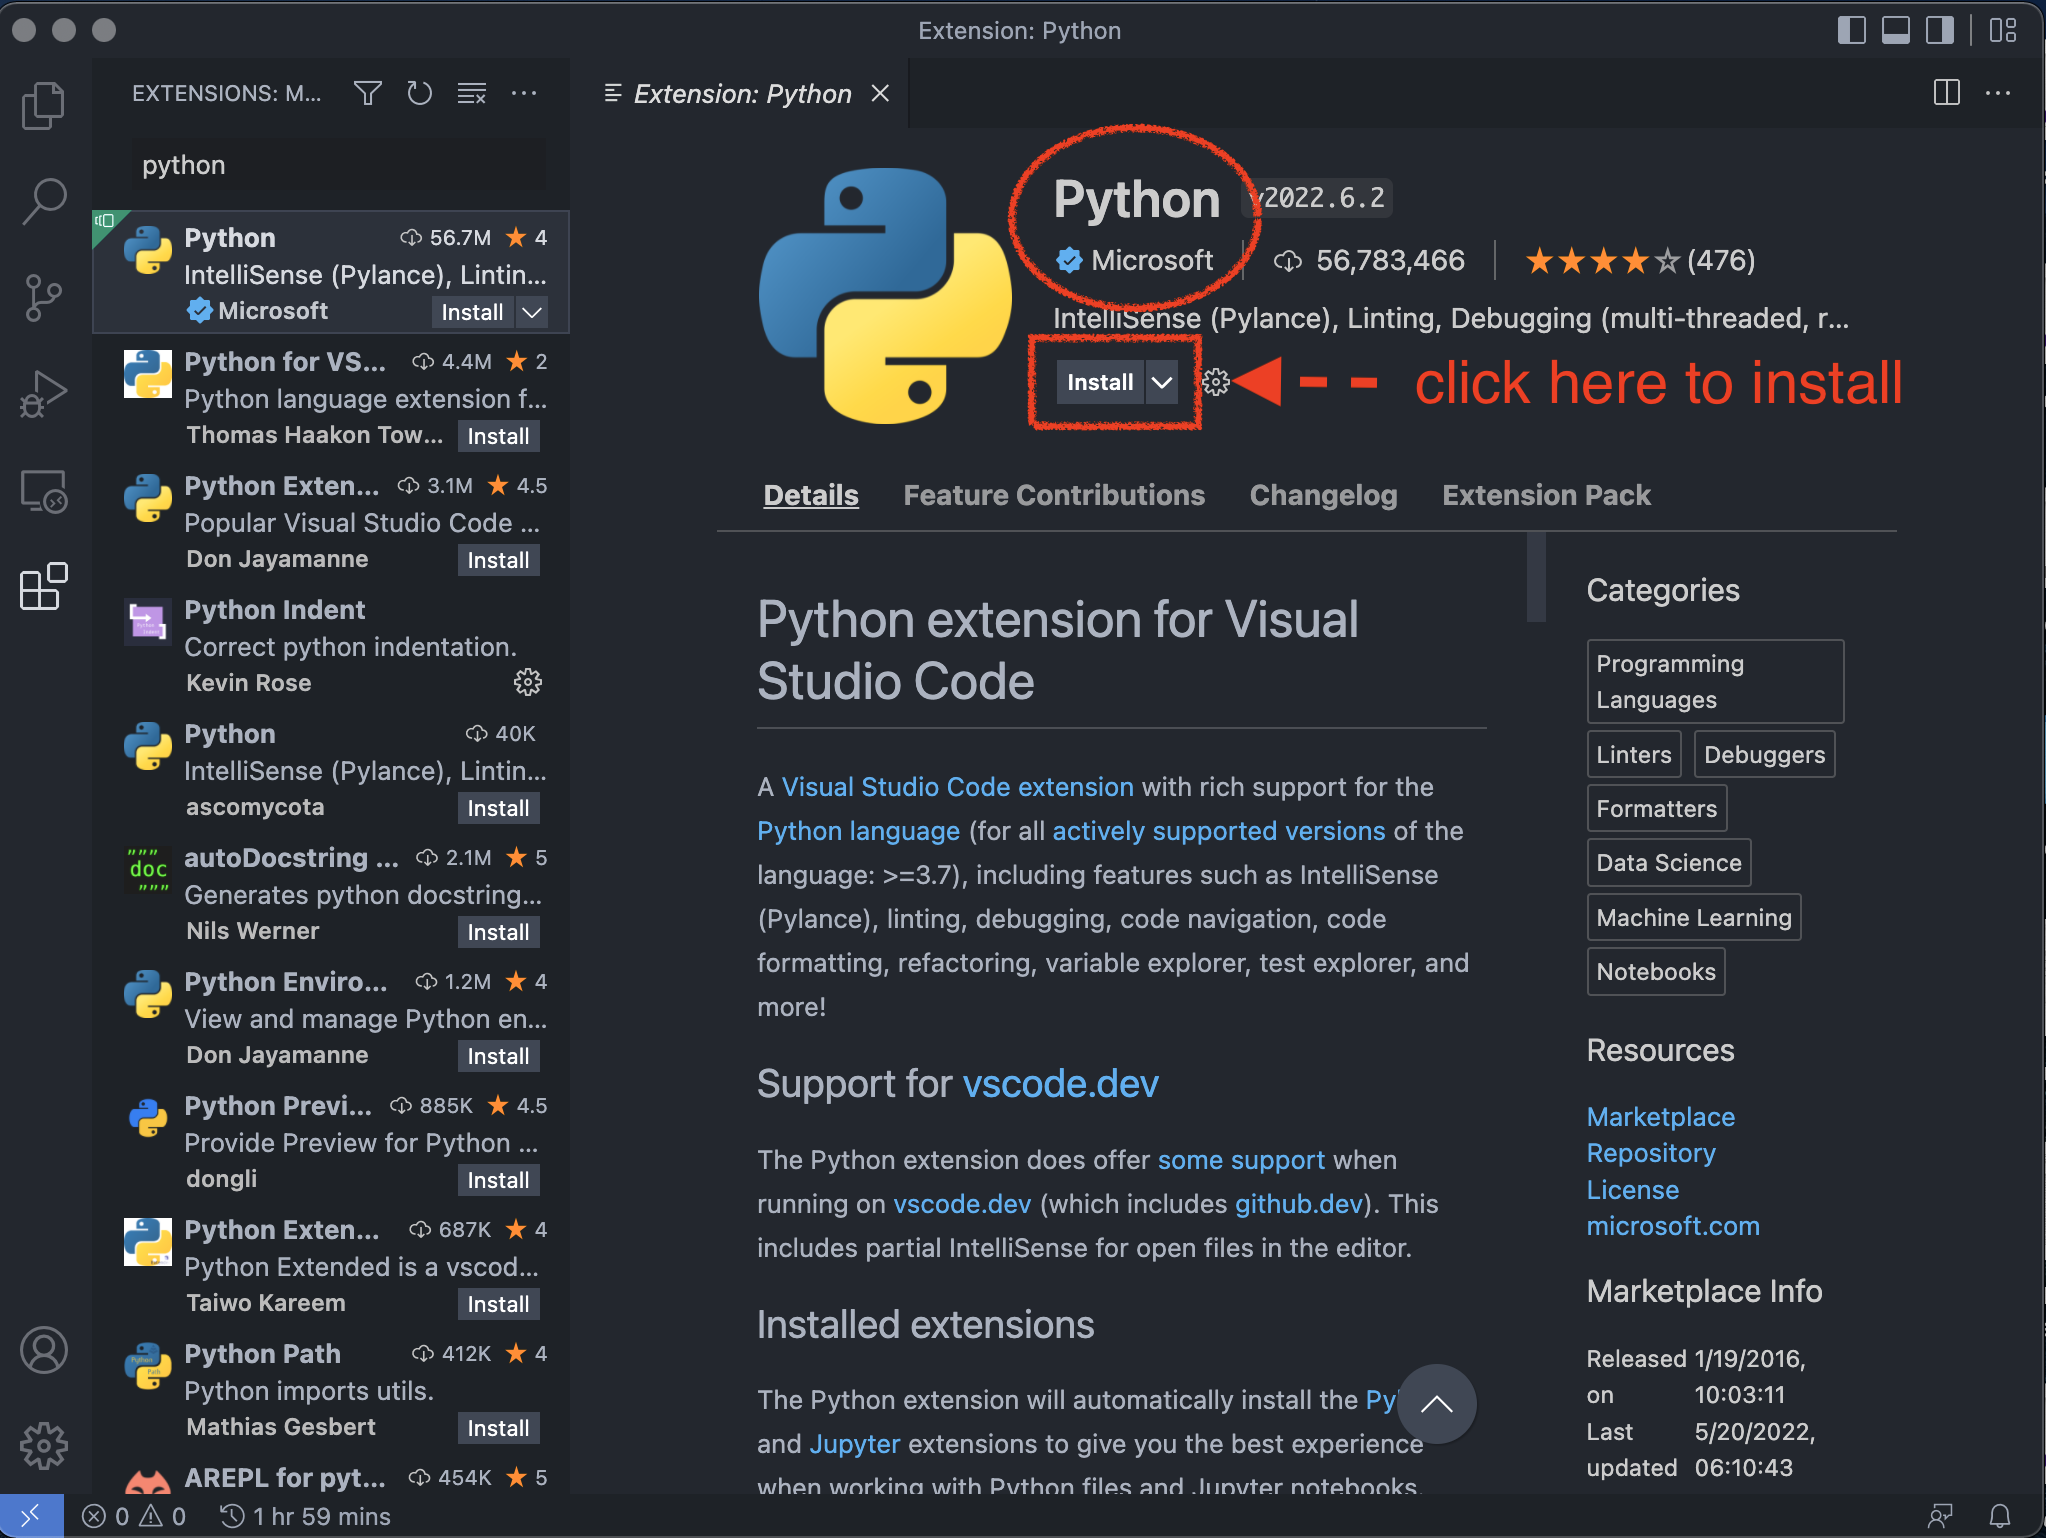 Extension: Python
EXTENSIONS: M...
Extension: Python
python
Python 56.7M 4
IntelliSense (Pylance), Lintin...
Microsoft Install
Python for VS... 4.4M 2
Python language extension f...
Thomas Haakon Tow... Install
Python Exten... 3.1M 4.5
Popular Visual Studio Code ...
Don Jayamanne Install
Python Indent
Correct python indentation.
Kevin Rose
Python 40K
IntelliSense (Pylance), Lintin...
ascomycota Install
autoDocstring ... 2.1M 5
Generates python docstring...
Nils Werner Install
"""
doc
"""
Python Enviro... 1.2M 4
View and manage Python en...
Don Jayamanne Install
Python Previ... 885K 4.5
Provide Preview for Python ...
dongli Install
Python Exten... 687K 4
Python Extended is a vscod...
Taiwo Kareem Install
Python Path 412K 4
Python imports utils.
Mathias Gesbert Install
AREPL for pyt... 454K 5
Python v2022.6.2
Microsoft 56,783,466 (476)
IntelliSense (Pylance), Linting, Debugging (multi-threaded, r...
Install click here to install
Details Feature Contributions Changelog Extension Pack
Python extension for Visual
Studio Code
A Visual Studio Code extension with rich support for the
Python language (for all actively supported versions of the
language: >=3.7), including features such as IntelliSense
(Pylance), linting, debugging, code navigation, code
formatting, refactoring, variable explorer, test explorer, and
more!
Support for vscode.dev
The Python extension does offer some support when
running on vscode.dev (which includes github.dev). This
includes partial IntelliSense for open files in the editor.
Installed extensions
The Python extension will automatically install the Py
and Jupyter extensions to give you the best experience
when working with Python files and Jupyter notebooks.
Categories
Programming
Languages
Linters Debuggers
Formatters
Data Science
Machine Learning
Notebooks
Resources
Marketplace
Repository
License
microsoft.com
Marketplace Info
Released 1/19/2016,
on 10:03:11
Last 5/20/2022,
updated 06:10:43
0 0 1 hr 59 mins